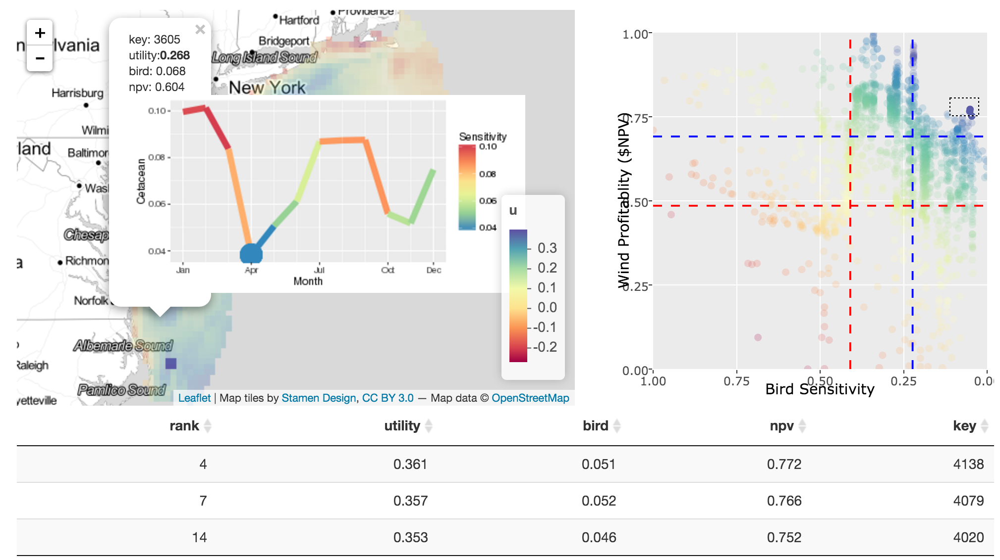 +
−
key: 3605
utility:0.268
bird: 0.068
npv: 0.604
×
Hartford
Providence
Bridgeport
Long Island Sound
New York
lvania
Harrisburg
Wilmi
land
Baltimor
Wasl
Chesap
Richmon
a
Norfolk
Albemarle Sound
Raleigh
Pamlico Sound
yetteville
Cetacean
0.10
0.08
0.06
0.04
Jan
Apr
Jul
Oct
Dec
Month
Sensitivity
0.10
0.08
0.06
0.04
u
0.3
0.2
0.1
0.0
-0.1
-0.2
Leaflet | Map tiles by Stamen Design, CC BY 3.0 — Map data © OpenStreetMap
Wind Profitablity ($NPV)
1.00
0.75
0.50
0.25
0.00
1.00
0.75
0.50
0.25
0.0
Bird Sensitivity
rank utility bird npv key
4 0.361 0.051 0.772 4138
7 0.357 0.052 0.766 4079
14 0.353 0.046 0.752 4020